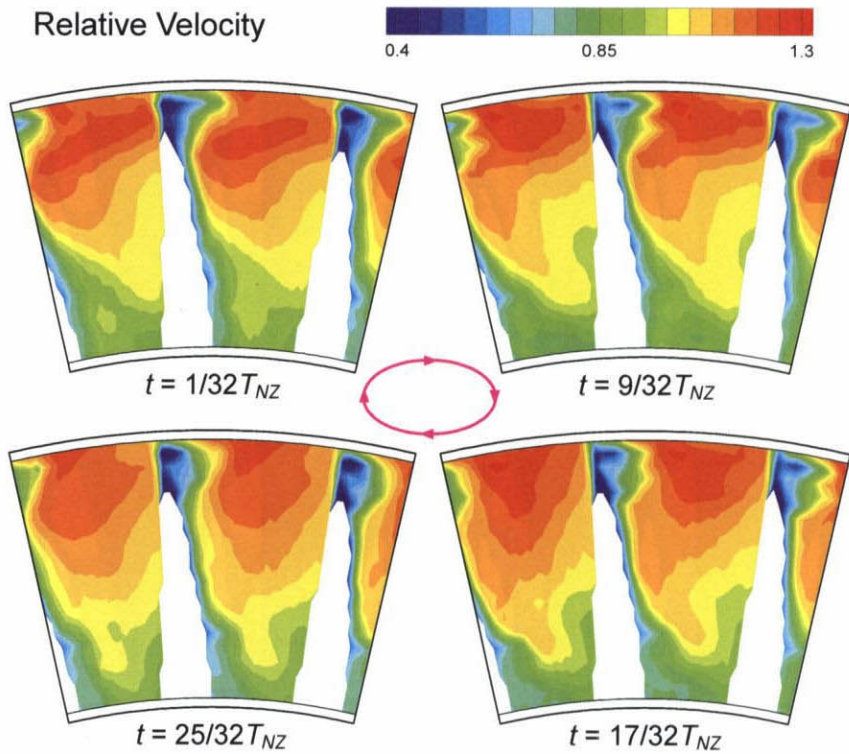 Relative Velocity
0.4 0.85 1.3
t = 1/32T_NZ
t = 9/32T_NZ
t = 25/32T_NZ
t = 17/32T_NZ